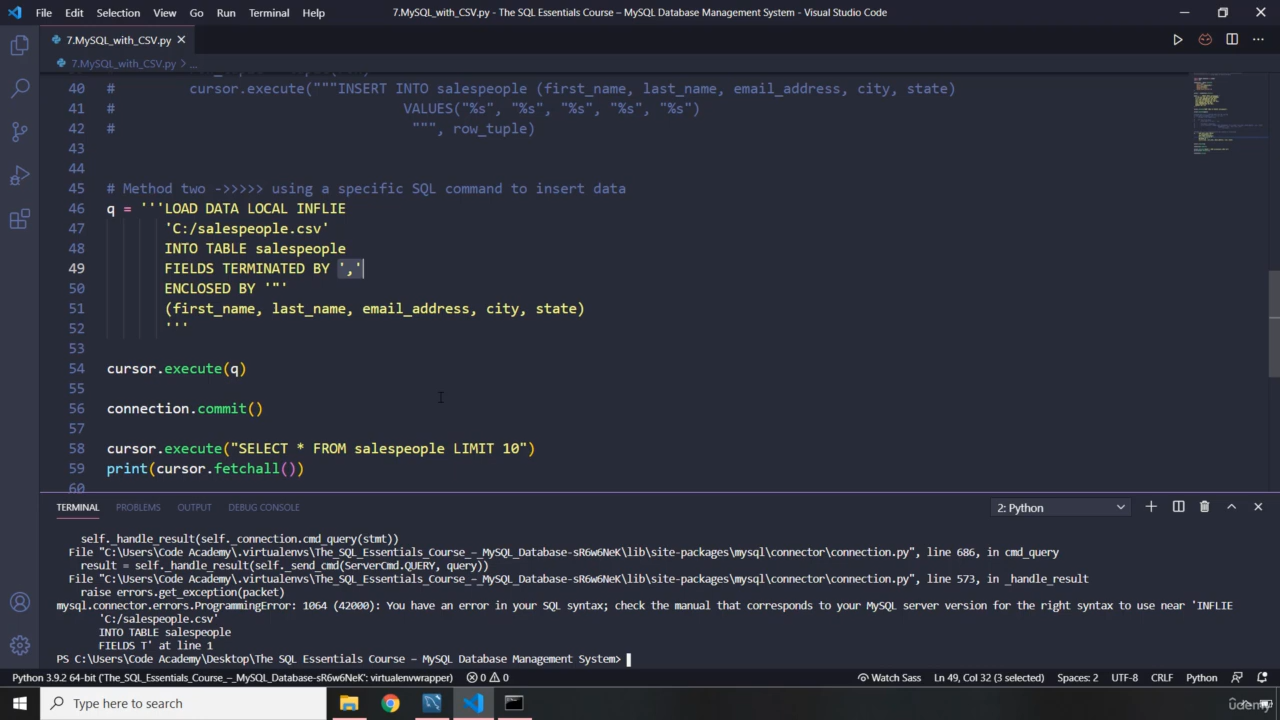 File Edit Selection View Go Run Terminal Help 7.MySQL_with_CSV.py - The SQL Essentials Course – MySQL Database Management System - Visual Studio Code
7.MySQL_with_CSV.py
7.MySQL_with_CSV.py > ...
40 # cursor.execute("""INSERT INTO salespeople (first_name, last_name, email_address, city, state)
41 # VALUES("%s", "%s", "%s", "%s", "%s")
42 # """, row_tuple)
43
44
45 # Method two ->>>>> using a specific SQL command to insert data
46 q = '''LOAD DATA LOCAL INFLIE
47 'C:/salespeople.csv'
48 INTO TABLE salespeople
49 FIELDS TERMINATED BY ','
50 ENCLOSED BY '"'
51 (first_name, last_name, email_address, city, state)
52 '''
53
54 cursor.execute(q)
55
56 connection.commit()
57
58 cursor.execute("SELECT * FROM salespeople LIMIT 10")
59 print(cursor.fetchall())
60
TERMINAL PROBLEMS OUTPUT DEBUG CONSOLE 2: Python
self._handle_result(self._connection.cmd_query(stmt))
File "C:\Users\Code Academy\.virtualenvs\The_SQL_Essentials_Course_–_MySQL_Database-sR6w6NeK\lib\site-packages\mysql\connector\connection.py", line 686, in cmd_query
result = self._handle_result(self._send_cmd(ServerCmd.QUERY, query))
File "C:\Users\Code Academy\.virtualenvs\The_SQL_Essentials_Course_–_MySQL_Database-sR6w6NeK\lib\site-packages\mysql\connector\connection.py", line 573, in _handle_result
raise errors.get_exception(packet)
mysql.connector.errors.ProgrammingError: 1064 (42000): You have an error in your SQL syntax; check the manual that corresponds to your MySQL server version for the right syntax to use near 'INFLIE
'C:/salespeople.csv'
INTO TABLE salespeople
FIELDS T' at line 1
PS C:\Users\Code Academy\Desktop\The SQL Essentials Course – MySQL Database Management System>
Python 3.9.2 64-bit ('The_SQL_Essentials_Course_–_MySQL_Database-sR6w6NeK': virtualenvwrapper) 0 0 Watch Sass Ln 49, Col 32 (3 selected) Spaces: 2 UTF-8 CRLF Python
Type here to search
udemy